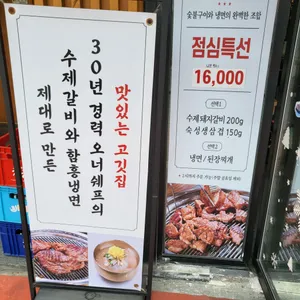 맛있는 고깃집
30년 경력 오너쉐프의
수제갈비와 함흥냉면
제대로 만든
숯불구이와 냉면의 완벽한 조합
점심특선
16,000
선택1
수제돼지갈비 200g
숙성생삼겹 150g
선택2
냉면 / 된장찌개